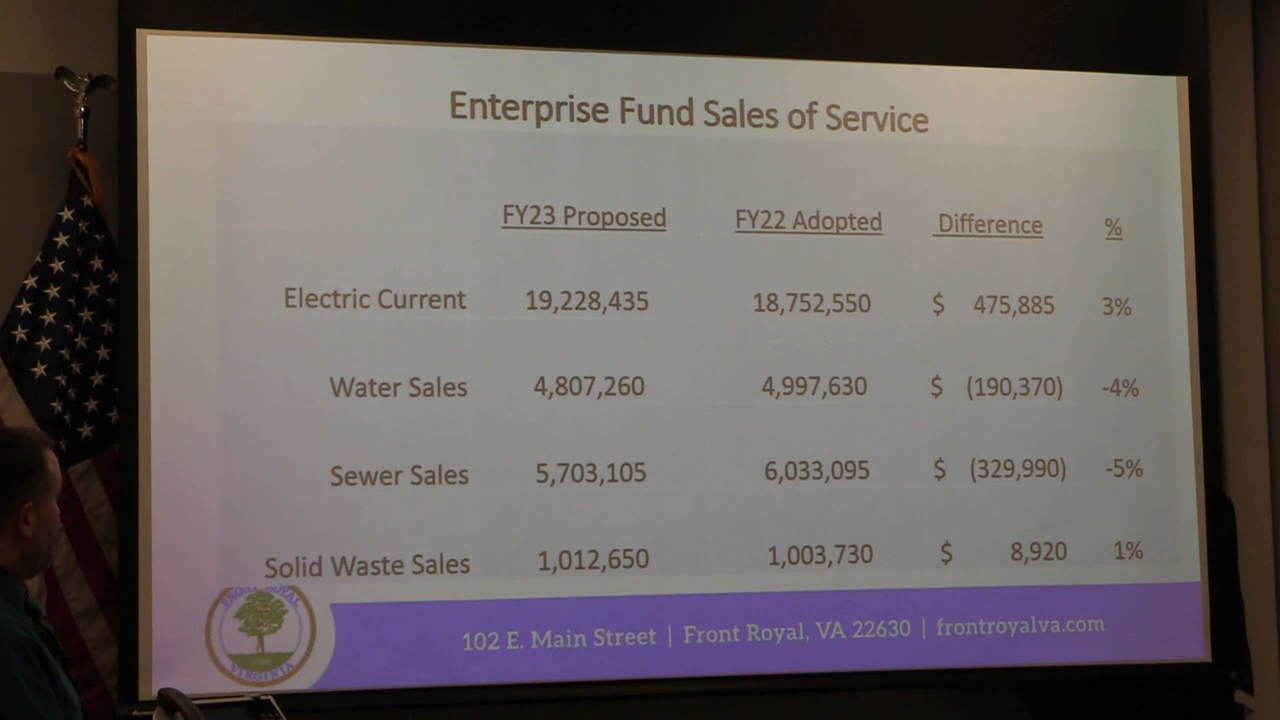 Enterprise Fund Sales of Service
FY23 Proposed FY22 Adopted Difference %
Electric Current 19,228,435 18,752,550 $ 475,885 3%
Water Sales 4,807,260 4,997,630 $ (190,370) -4%
Sewer Sales 5,703,105 6,033,095 $ (329,990) -5%
Solid Waste Sales 1,012,650 1,003,730 $ 8,920 1%
FRONT ROYAL
VIRGINIA
102 E. Main Street | Front Royal, VA 22630 | frontroyalva.com